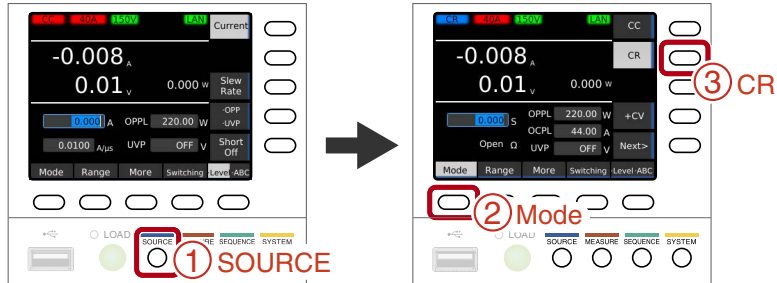 CC 40A 150V LAN Current
-0.008 A
0.01 V 0.000 W Slew Rate
0.000 A OPPL 220.00 W ·OPP ·UVP
0.0100 A/μs UVP OFF V Short Off
Mode Range More Switching Level·ABC
LOAD SOURCE SEQUENCE SYSTEM
① SOURCE
CR 40A 150V LAN CC
-0.008 A CR
0.01 V 0.000 W
③ CR
0.000 S OPPL 220.00 W +CV
OCPL 44.00 A
Open Ω UVP OFF V Next>
Mode Range More Switching Level·ABC
② Mode
LOAD SOURCE MEASURE SEQUENCE SYSTEM